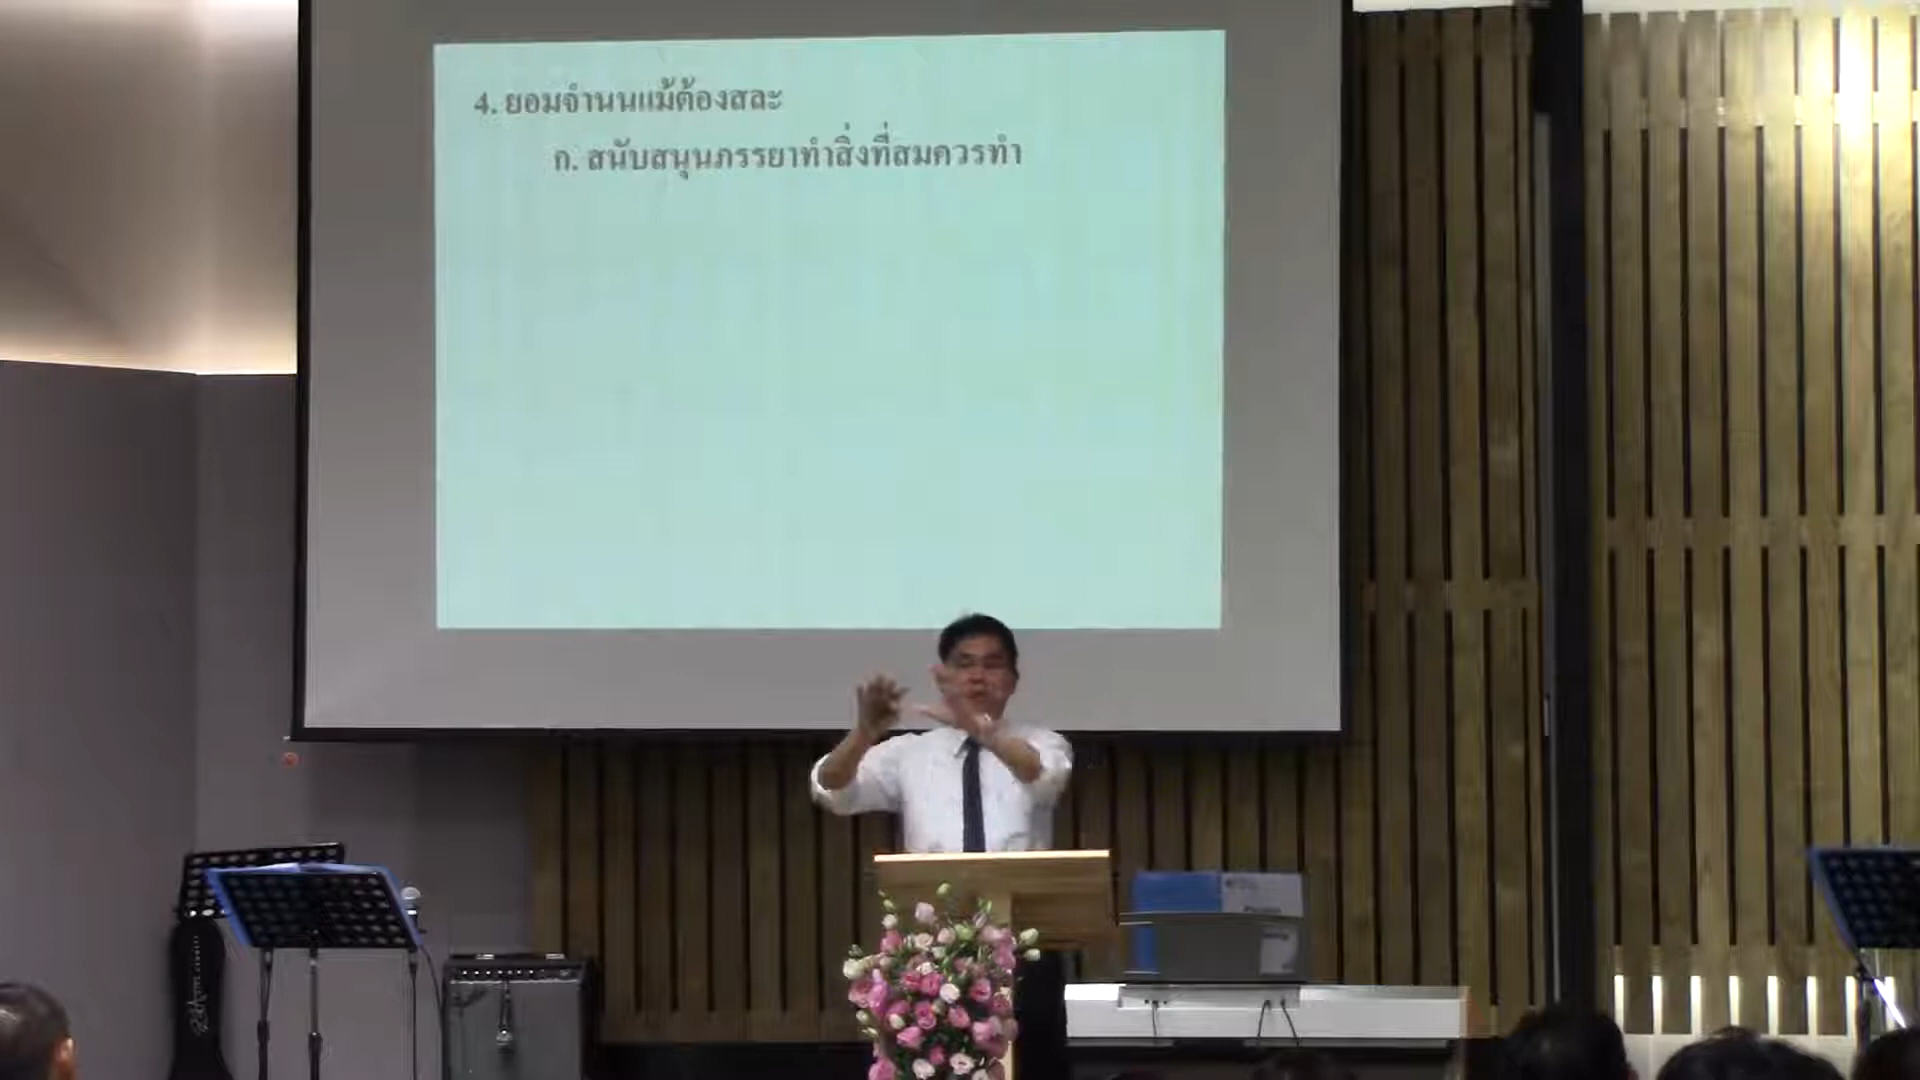 4. ยอมจำนนแม้ต้องสละ
ก. สนับสนุนภรรยาทำสิ่งที่สมควรทำ